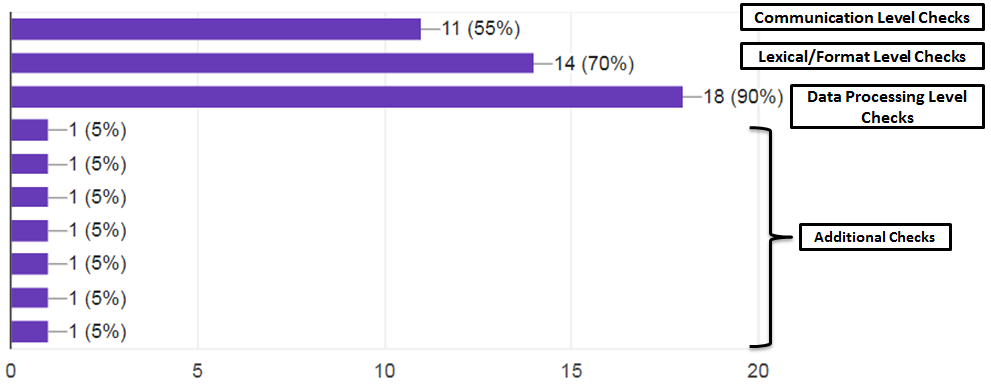 11 (55%)
Communication Level Checks
14 (70%)
Lexical/Format Level Checks
18 (90%)
Data Processing Level
Checks
1 (5%)
1 (5%)
1 (5%)
1 (5%)
1 (5%)
1 (5%)
1 (5%)
Additional Checks
0 5 10 15 20